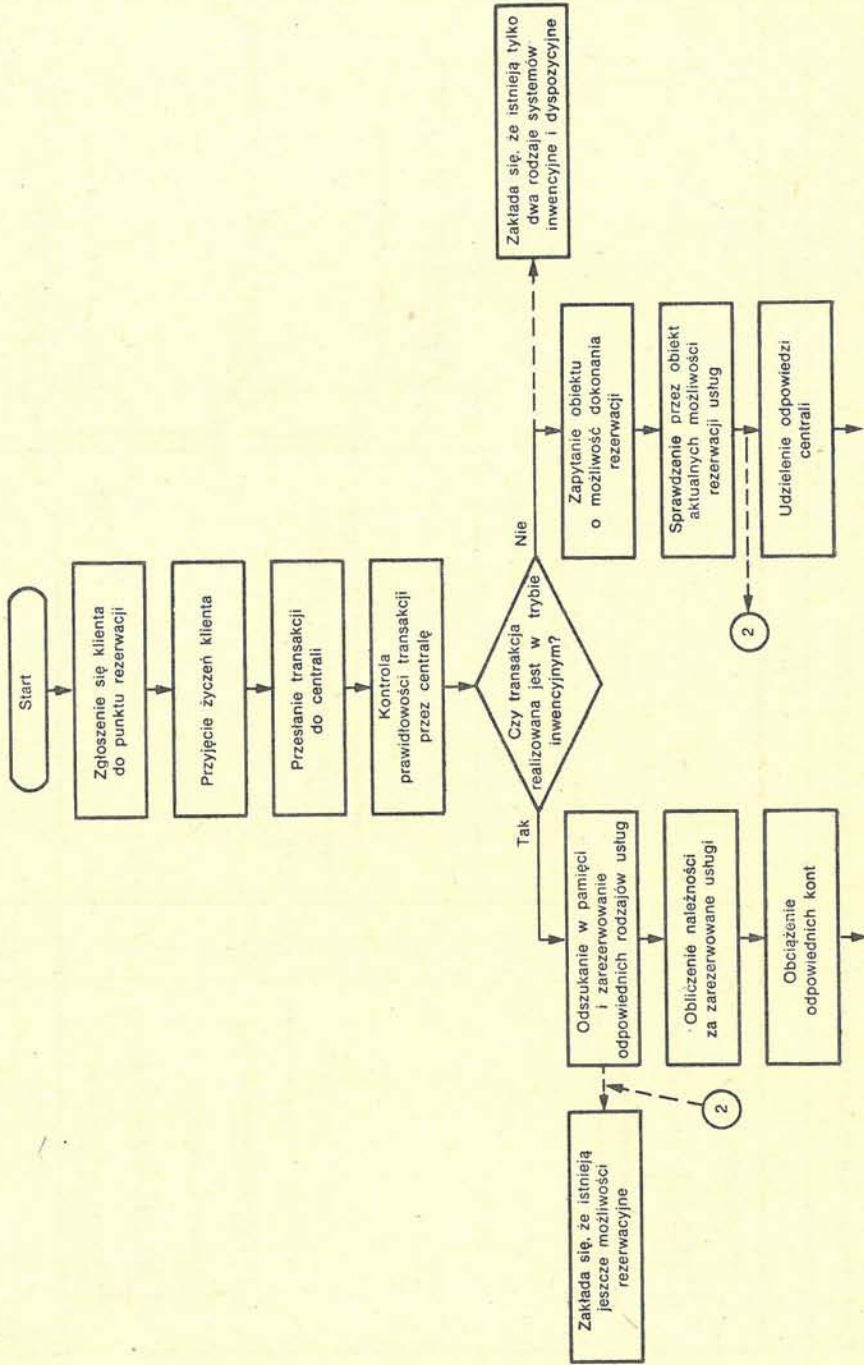 Start
Zgłoszenie się klienta
do punktu rezerwacji
Przyjęcie życzeń klienta
Przesłanie transakcji
do centrali
Kontrola
prawidłowości transakcji
przez centralę
Czy transakcja
realizowana jest w trybie
inwencyjnym?
Tak
Nie
Odszukanie w pamięci
i zarezerwowanie
odpowiednich rodzajów usług
Obliczenie należności
za zarezerwowane usługi
Obciążenie
odpowiednich kont
Zakłada się, że istnieją
jeszcze możliwości
rezerwacyjne
2
Zakłada się, że istnieją tylko
dwa rodzaje systemów
inwencyjne i dyspozycyjne
Zapytanie obiektu
o możliwość dokonania
rezerwacji
Sprawdzenie przez obiekt
aktualnych możliwości
rezerwacji usług
2
Udzielenie odpowiedzi
centrali